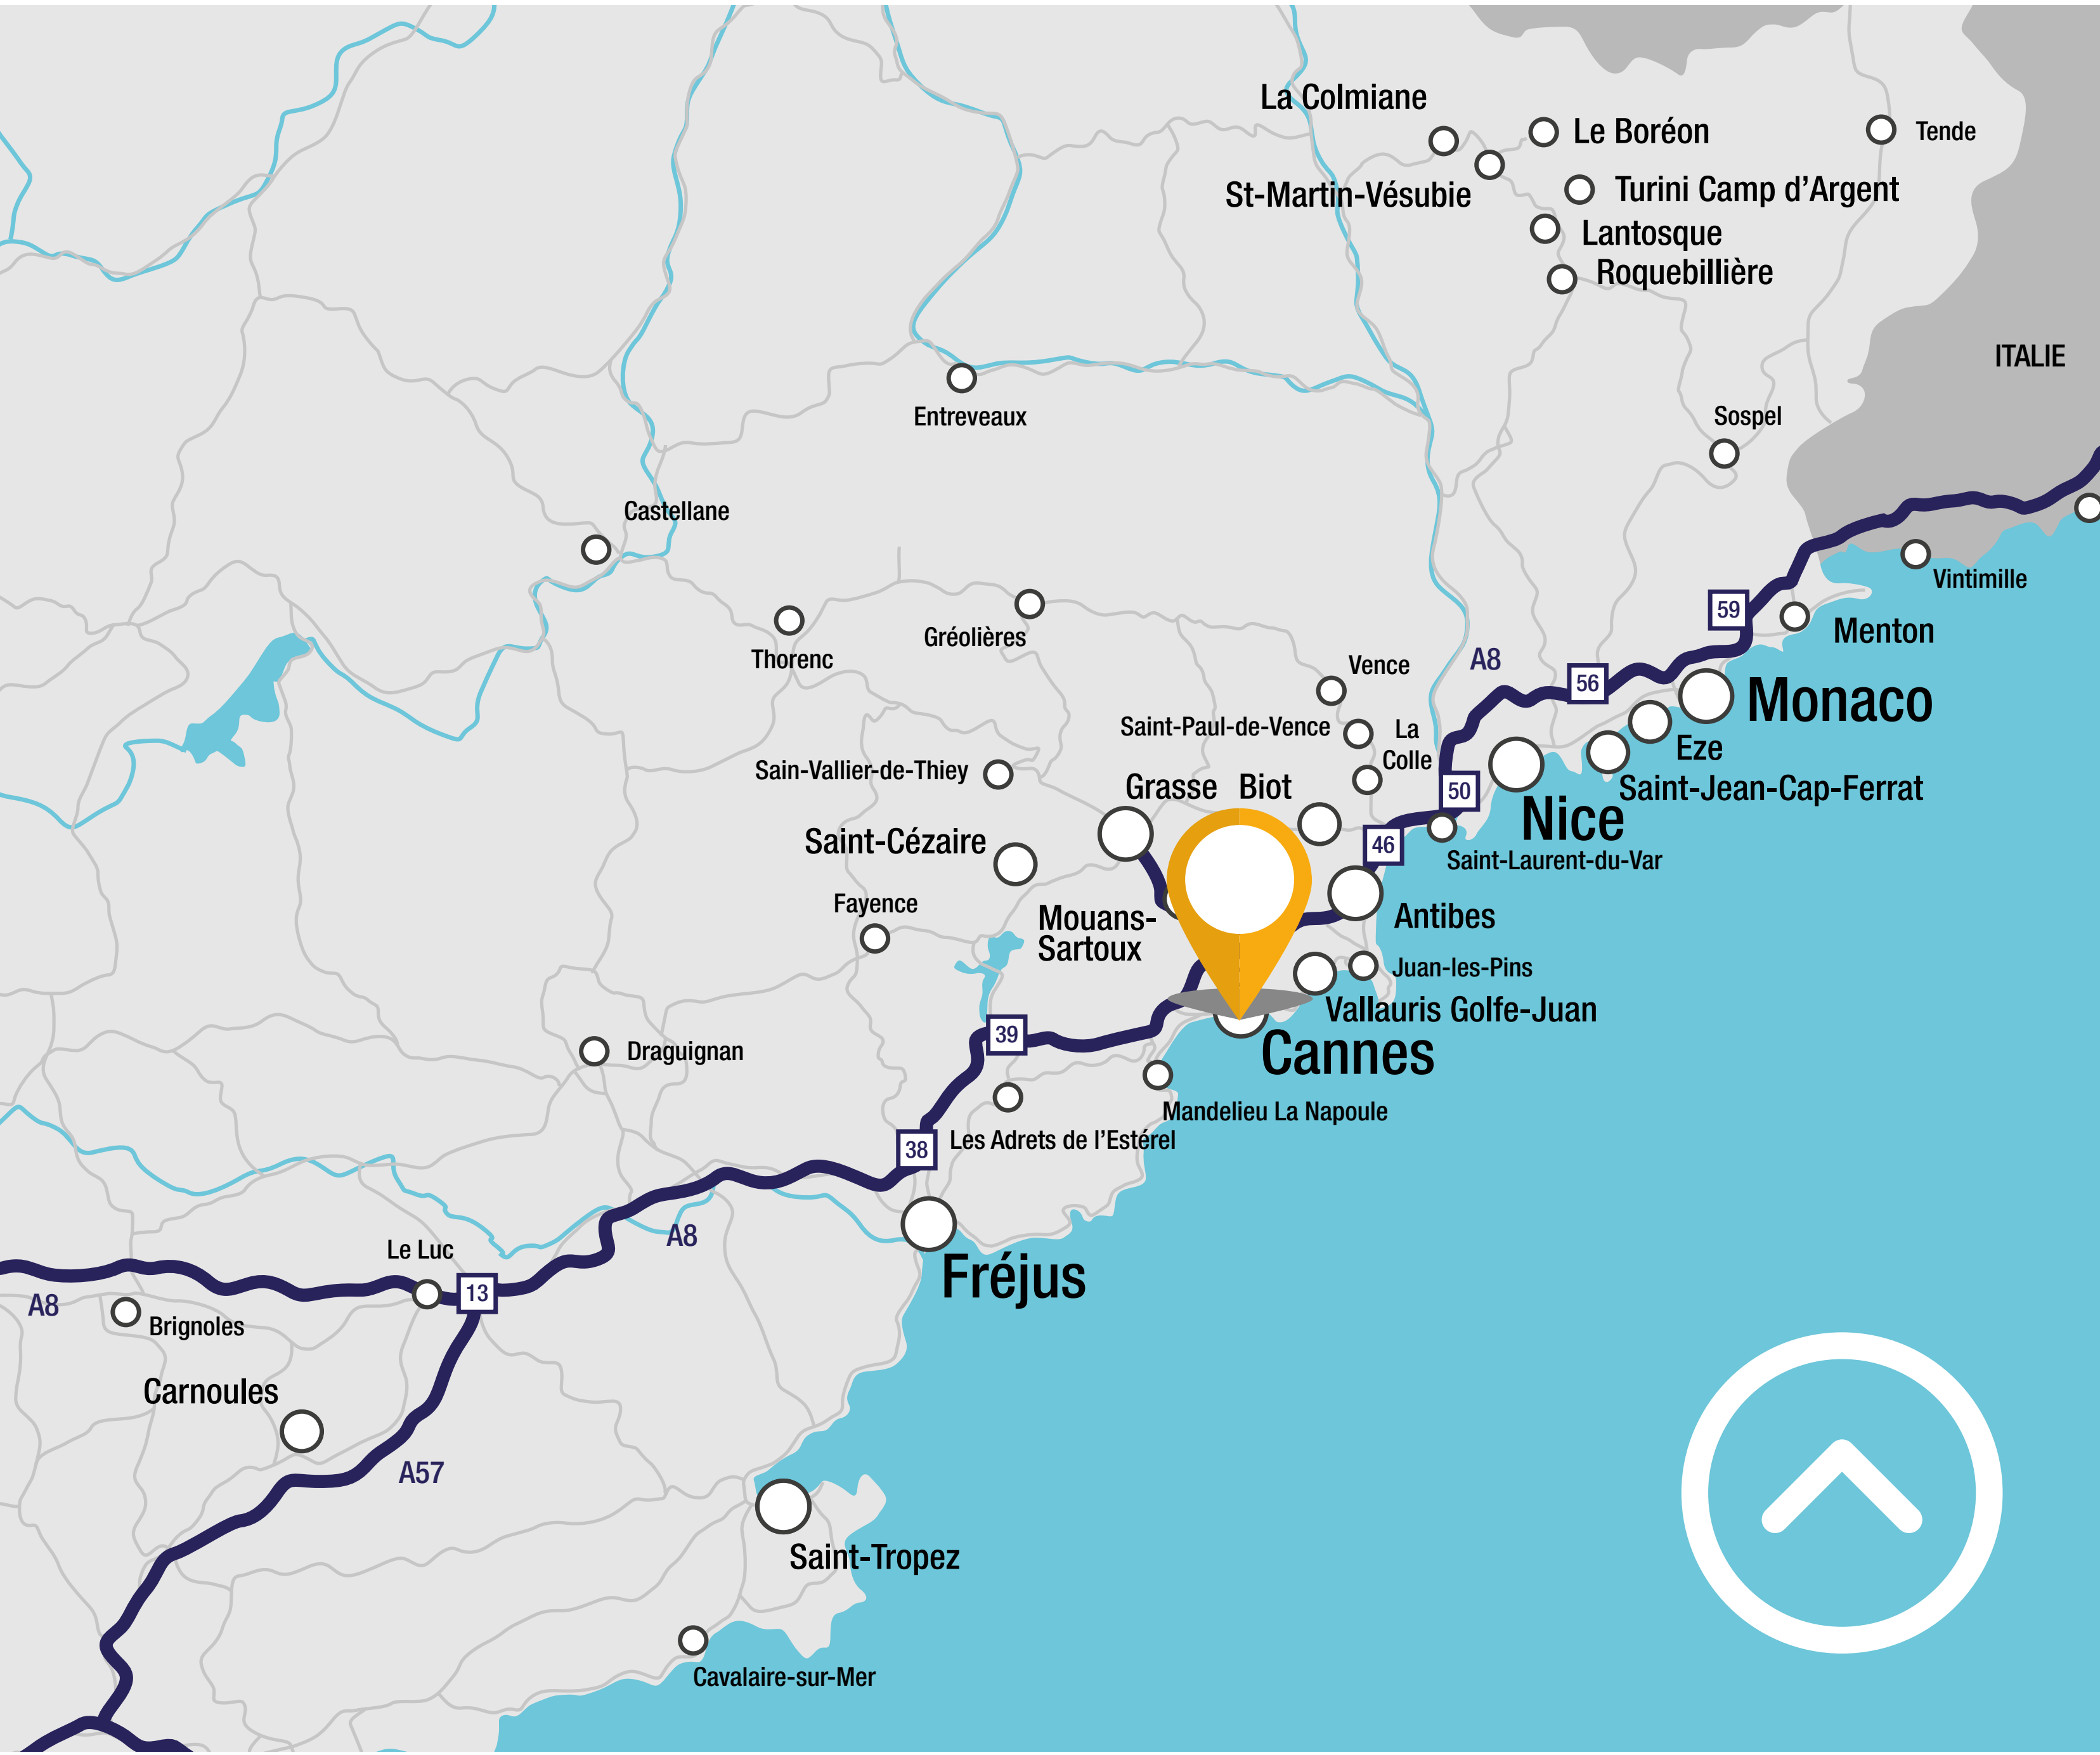 La Colmiane
Le Boréon
Tende
St-Martin-Vésubie
Turini Camp d’Argent
Lantosque
Roquebillière
ITALIE
Entreveaux
Sospel
Castellane
Vintimille
59
Gréolières
Menton
Thorenc
Vence
A8
56
Monaco
Saint-Paul-de-Vence
La
Colle
Eze
Sain-Vallier-de-Thiey
Grasse
Biot
50
Saint-Jean-Cap-Ferrat
Nice
Saint-Cézaire
46
Saint-Laurent-du-Var
Fayence
Mouans-
Sartoux
Antibes
Juan-les-Pins
Vallauris Golfe-Juan
39
Draguignan
Cannes
Mandelieu La Napoule
38
Les Adrets de l’Estérel
A8
Le Luc
Fréjus
13
A8
Brignoles
Carnoules
A57
Saint-Tropez
Cavalaire-sur-Mer